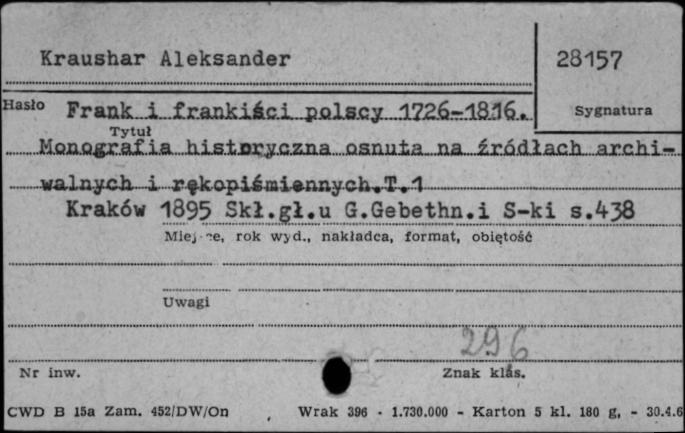 Kraushar Aleksander
28157
Hasło Frank i frankiści polscy 1726-1816.
Sygnatura
Tytuł
Monografia historyczna osnuta na źródłach archi-
walnych i rękopiśmiennych.T.1
Kraków 1895 Skł.gł.u G.Gebethn.i S-ki s.438
Miejsce, rok wyd., nakładca, format, objętość
Uwagi
296
Nr inw.
Znak klas.
CWD B 15a Zam. 452/DW/On Wrak 396 - 1.730.000 - Karton 5 kl. 180 g, - 30.4.6